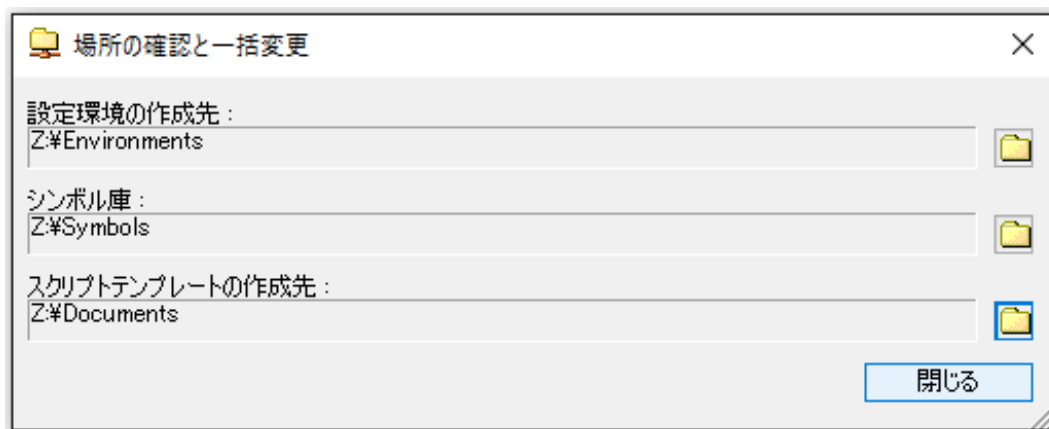 場所の確認と一括変更
設定環境の作成先：
Z:¥Environments
シンボル庫：
Z:¥Symbols
スクリプトテンプレートの作成先：
Z:¥Documents
閉じる